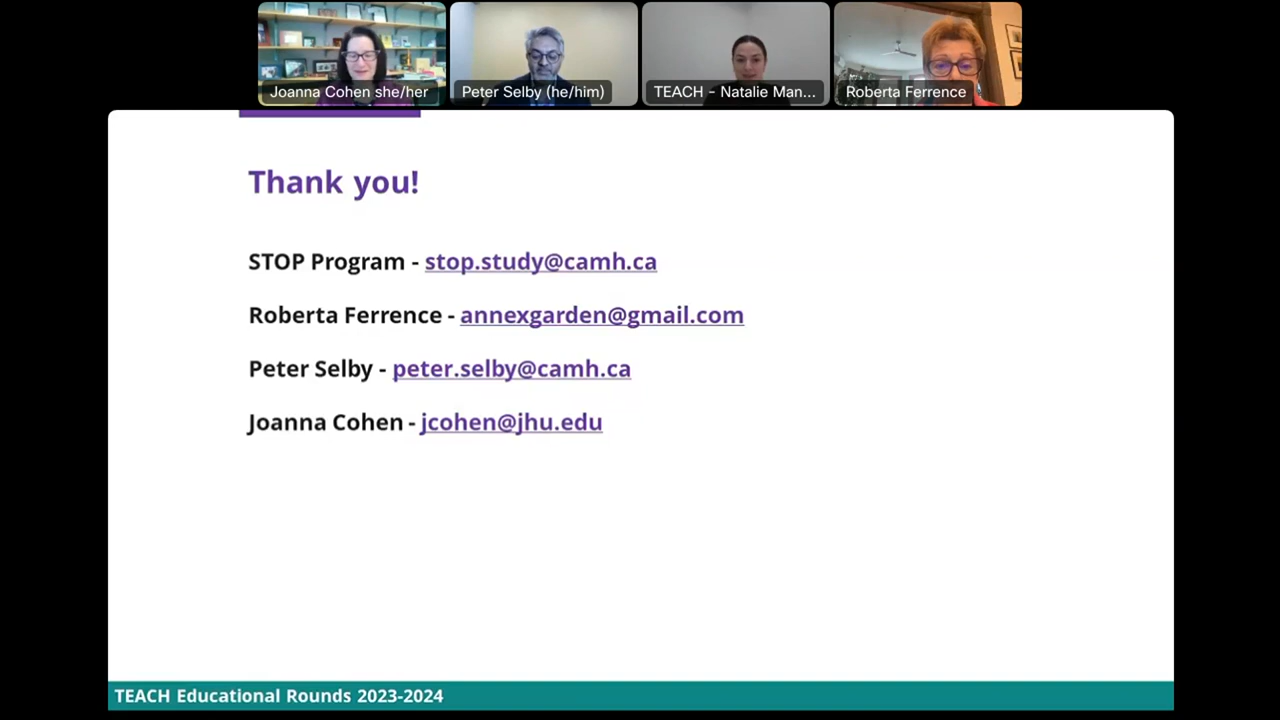 Joanna Cohen she/her
Peter Selby (he/him)
TEACH - Natalie Man...
Roberta Ferrence
Thank you!
STOP Program - stop.study@camh.ca
Roberta Ferrence - annexgarden@gmail.com
Peter Selby - peter.selby@camh.ca
Joanna Cohen - jcohen@jhu.edu
TEACH Educational Rounds 2023-2024